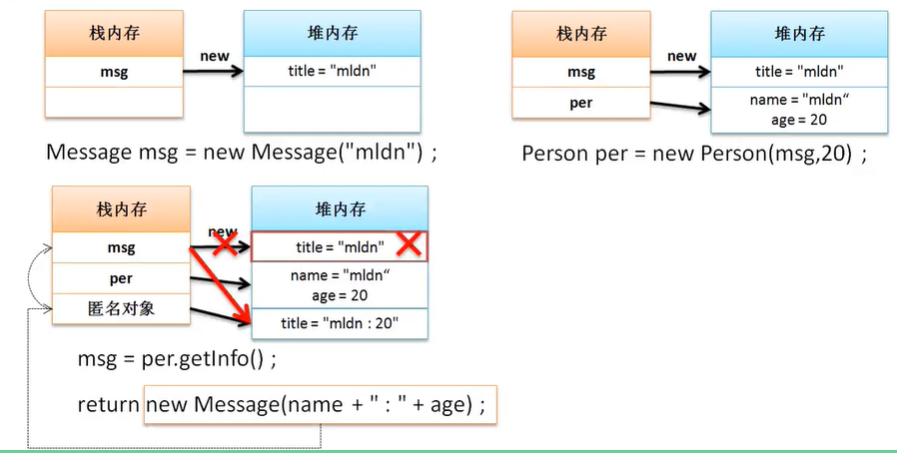 栈内存
堆内存
new
msg
title = "mldn"
Message msg = new Message("mldn") ;
栈内存
堆内存
new
msg
title = "mldn"
per
name = "mldn“
age = 20
Person per = new Person(msg,20) ;
栈内存
堆内存
new
msg
title = "mldn"
per
name = "mldn“
age = 20
匿名对象
title = "mldn : 20"
msg = per.getInfo() ;
return new Message(name + " : " + age) ;